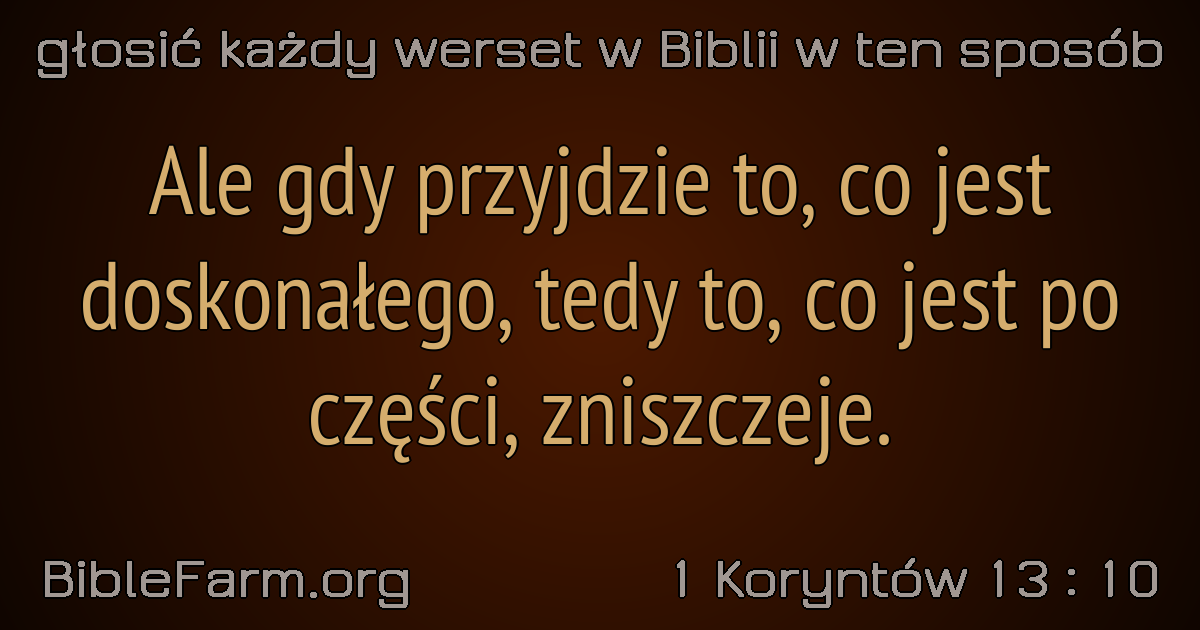 głosić każdy werset w Biblii w ten sposób
Ale gdy przyjdzie to, co jest
doskonałego, tedy to, co jest po
części, zniszczeje.
BibleFarm.org
1 Koryntów 13 : 10